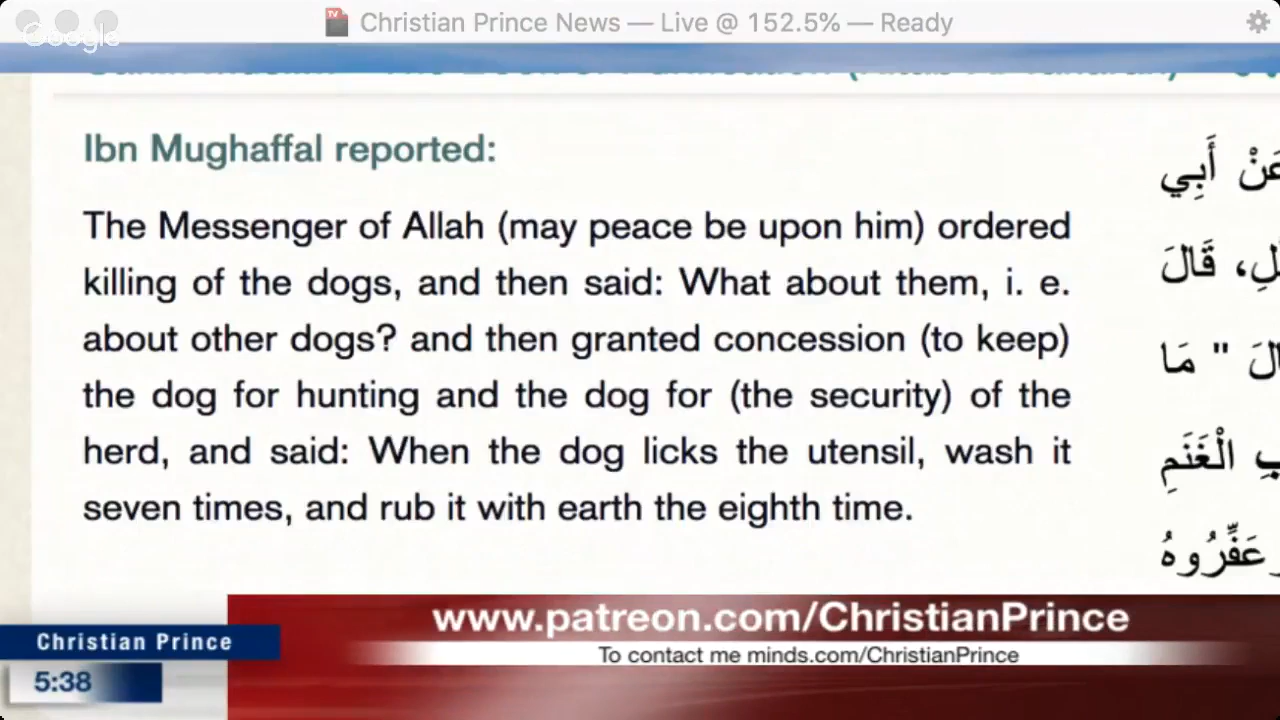 Christian Prince News — Live @ 152.5% — Ready
Google
Ibn Mughaffal reported:
The Messenger of Allah (may peace be upon him) ordered
killing of the dogs, and then said: What about them, i. e.
about other dogs? and then granted concession (to keep)
the dog for hunting and the dog for (the security) of the
herd, and said: When the dog licks the utensil, wash it
seven times, and rub it with earth the eighth time.
عَنْ أَبِي
قَالَ
" مَا
الْغَنَمِ
www.patreon.com/ChristianPrince
To contact me minds.com/ChristianPrince
Christian Prince
5:38